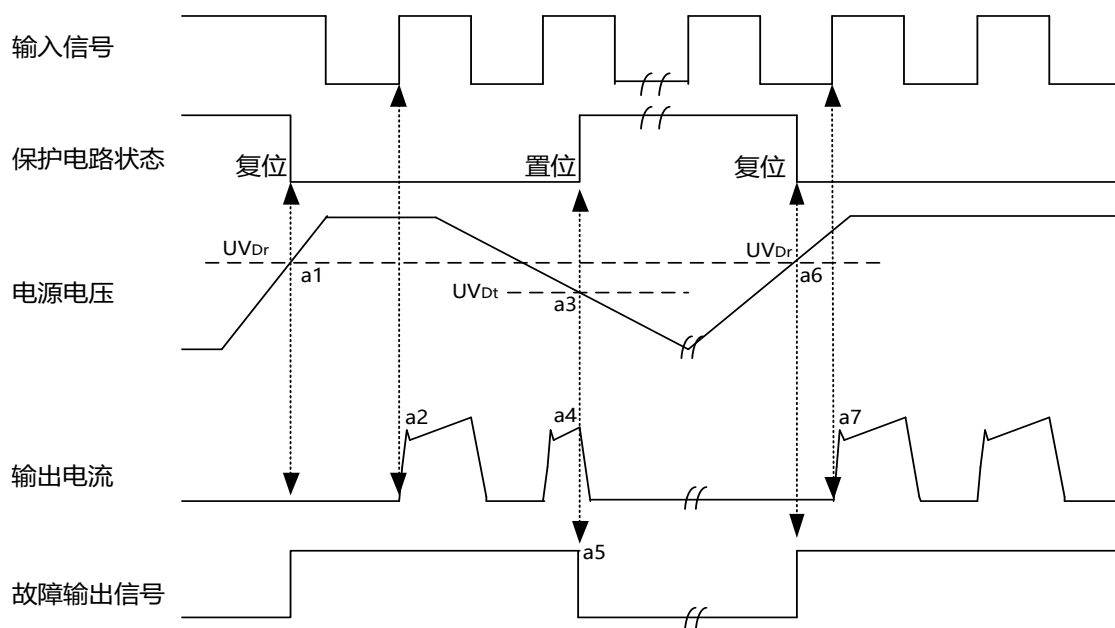 输入信号
保护电路状态
复位
置位
复位
电源电压
UVDr
a1
UVDt
a3
UVDr
a6
输出电流
a2
a4
a7
故障输出信号
a5